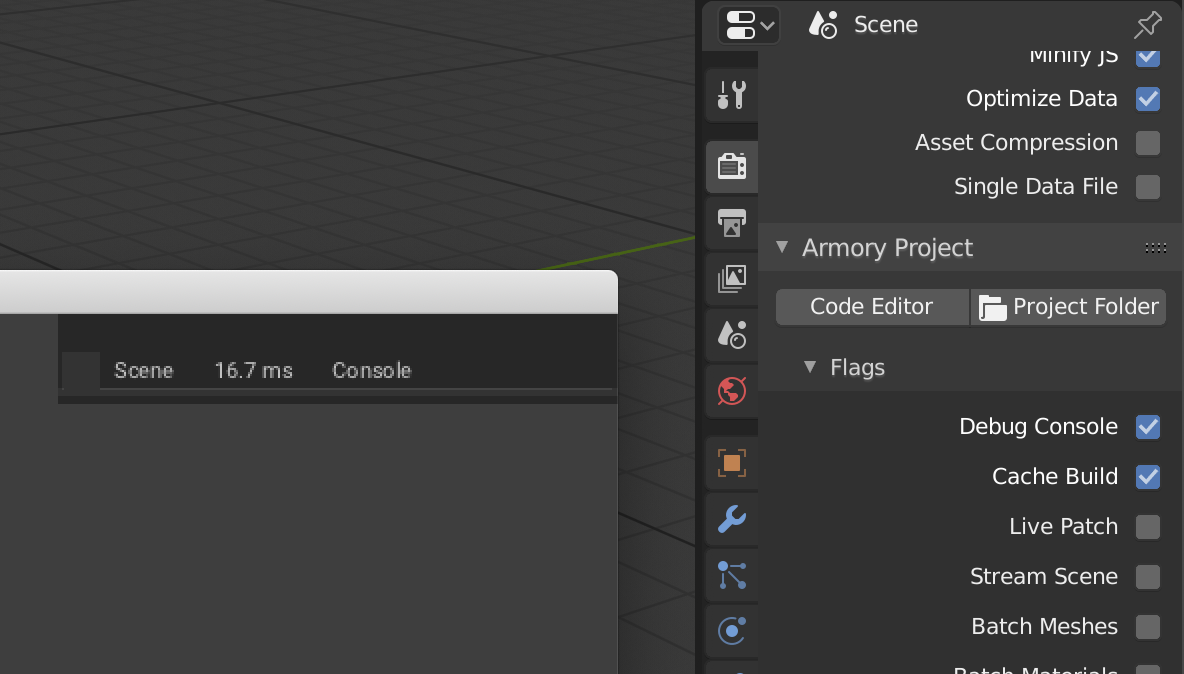 Scene
Minify JS
Optimize Data
Asset Compression
Single Data File
Armory Project
Code Editor
Project Folder
Flags
Debug Console
Cache Build
Live Patch
Stream Scene
Batch Meshes
Batch Materials
Scene 16.7 ms Console